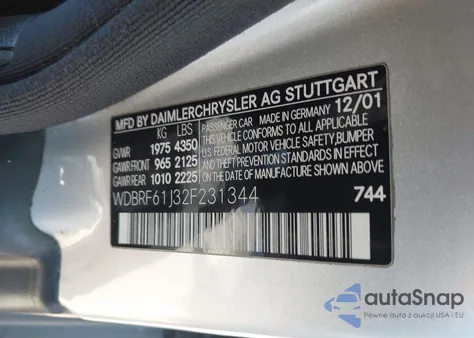 MFD BY DAIMLERCHRYSLER AG STUTTGART
KG LBS PASSENGER CAR MADE IN GERMANY 12/01
GVWR 1975 4350 THIS VEHICLE CONFORMS TO ALL APPLICABLE
GAWR FRONT 965 2125 U.S. FEDERAL MOTOR VEHICLE SAFETY, BUMPER
GAWR REAR 1010 2225 AND THEFT PREVENTION STANDARDS IN EFFECT
ON THE DATE OF MANUFACTURE SHOWN ABOVE
WDBRF61J32F231344 744
autoSnap
Pewne auta z aukcji USA i EU